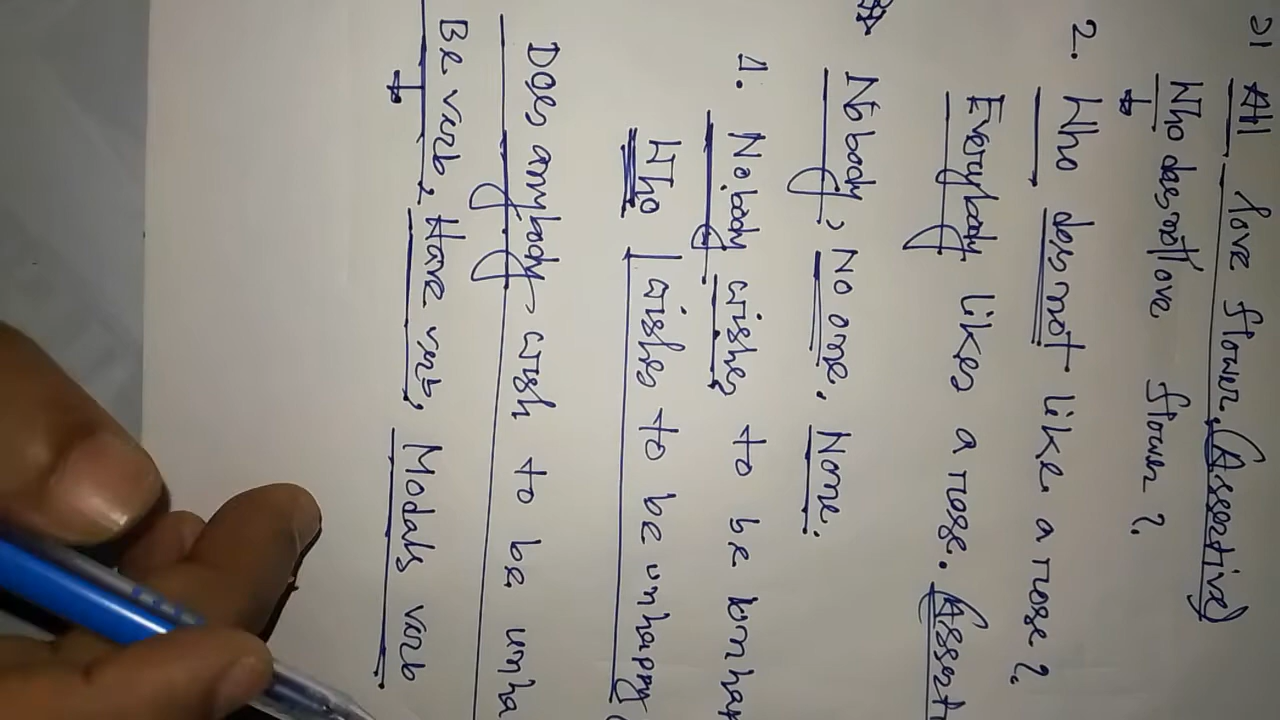 1 All love flower. (Assertive)
Who does not love flower ?.
2. Who does not like a rose ?.
Everybody likes a rose. (Asserti
Nobody, No one, None.
1. Nobody wishes to be unhap
Who wishes to be unhappy (
Does anybody wish to be unha
Be verb, Have verb, Modals verb